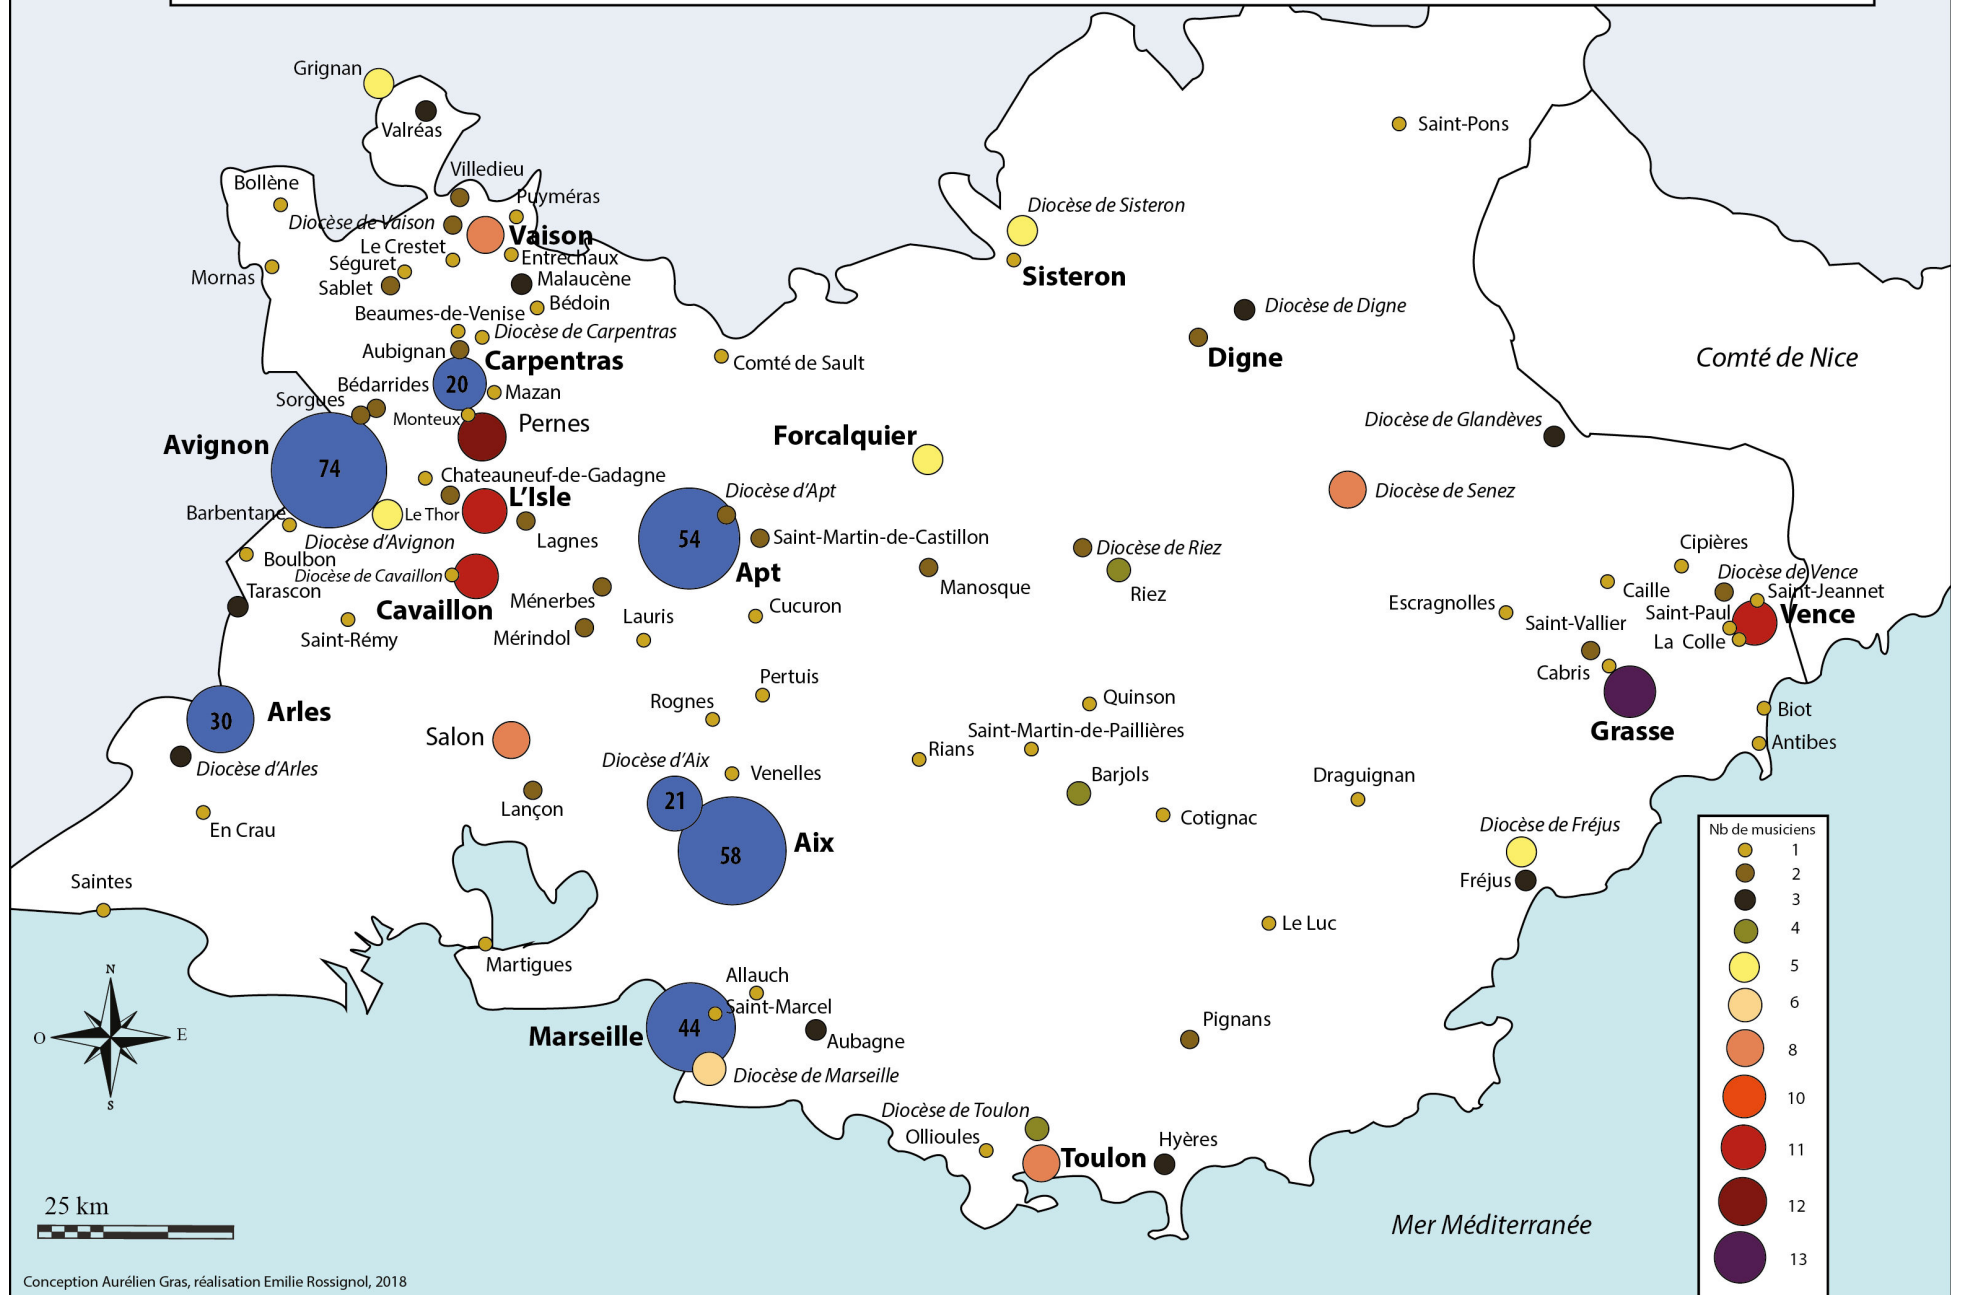 Grignan
Valréas
Saint-Pons
Villedieu
Bollène
Puyméras
Diocèse de Sisteron
Diocèse de Vaison
Vaison
Le Crestet
Entrechaux
Séguret
Mornas
Sisteron
Malaucène
Sablet
Bédoin
Diocèse de Digne
Beaumes-de-Venise
Diocèse de Carpentras
Aubignan
Carpentras
Comté de Sault
Digne
Comté de Nice
Bédarrides
20
Mazan
Sorgues
Monteux
Pernes
Diocèse de Glandèves
Avignon
Forcalquier
74
Chateauneuf-de-Gadagne
Diocèse d'Apt
Diocèse de Senez
L'Isle
Barbentane
Le Thor
Diocèse d'Avignon
Lagnes
54
Saint-Martin-de-Castillon
Diocèse de Riez
Cipières
Boulbon
Diocèse de Cavaillon
Apt
Diocèse de Vence
Tarascon
Manosque
Riez
Caille
Saint-Jeannet
Ménerbes
Cavaillon
Cucuron
Escragnolles
Saint-Paul
Vence
Lauris
Saint-Vallier
Saint-Rémy
Mérindol
La Colle
Cabris
Pertuis
Rognes
Quinson
Arles
30
Biot
Salon
Saint-Martin-de-Paillières
Grasse
Rians
Antibes
Diocèse d'Arles
Diocèse d'Aix
Venelles
Barjols
Draguignan
21
Lançon
Cotignac
En Crau
Diocèse de Fréjus
Nb de musiciens
Aix
58
1
2
Saintes
Fréjus
3
Le Luc
4
Martigues
5
Allauch
Saint-Marcel
6
N
O
E
S
Marseille
44
Pignans
Aubagne
8
Diocèse de Marseille
10
Diocèse de Toulon
Ollioules
Hyères
11
Toulon
25 km
12
Mer Méditerranée
13
Conception Aurélien Gras, réalisation Emilie Rossignol, 2018